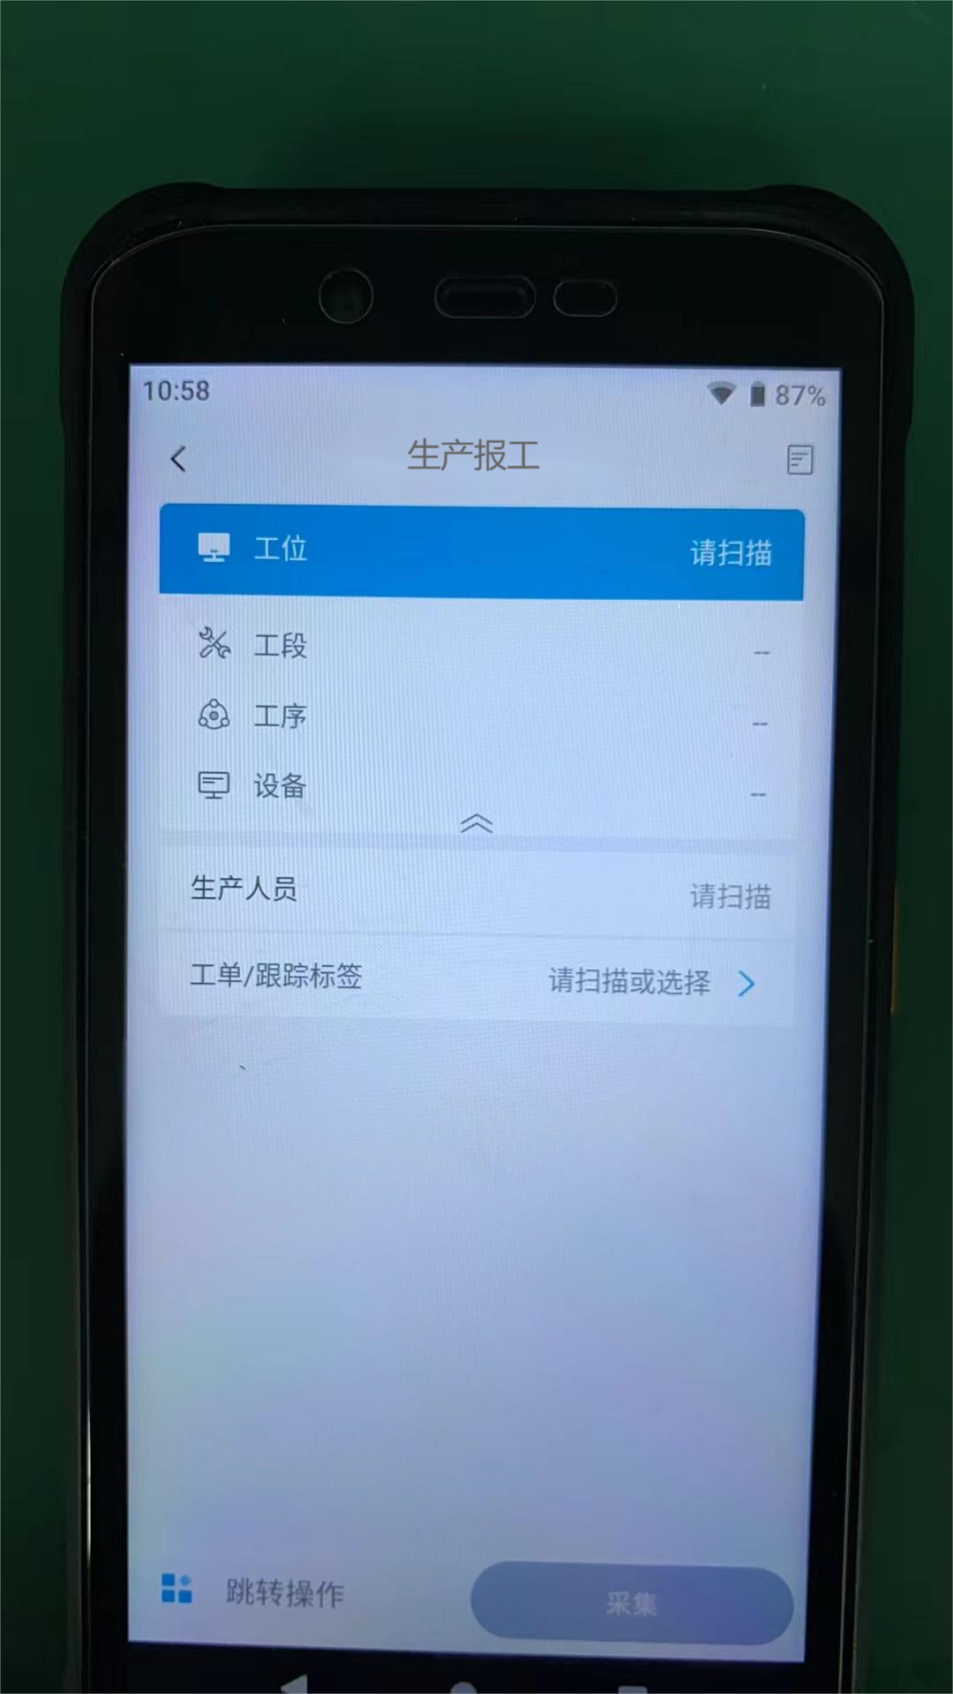 10:58 87%
生产报工
工位 请扫描
工段 --
工序 --
设备 --
生产人员 请扫描
工单/跟踪标签 请扫描或选择
跳转操作 采集